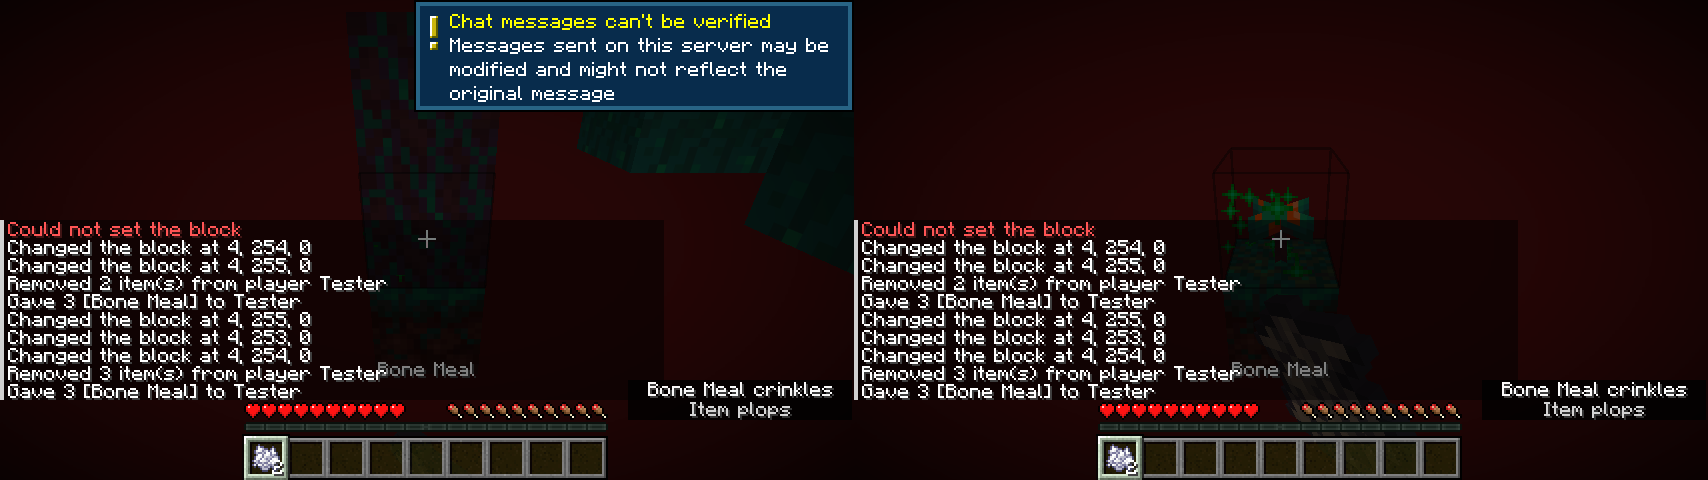 Chat messages can't be verified
Messages sent on this server may be
modified and might not reflect the
original message
Could not set the block
Changed the block at 4, 254, 0
Changed the block at 4, 255, 0
Removed 2 item(s) from player Tester
Gave 3 [Bone Meal] to Tester
Changed the block at 4, 255, 0
Changed the block at 4, 253, 0
Changed the block at 4, 254, 0
Removed 3 item(s) from player Tester
Gave 3 [Bone Meal] to Tester
Bone Meal
Bone Meal crinkles
Item plops
2
Could not set the block
Changed the block at 4, 254, 0
Changed the block at 4, 255, 0
Removed 2 item(s) from player Tester
Gave 3 [Bone Meal] to Tester
Changed the block at 4, 255, 0
Changed the block at 4, 253, 0
Changed the block at 4, 254, 0
Removed 3 item(s) from player Tester
Gave 3 [Bone Meal] to Tester
Bone Meal
Bone Meal crinkles
Item plops
2